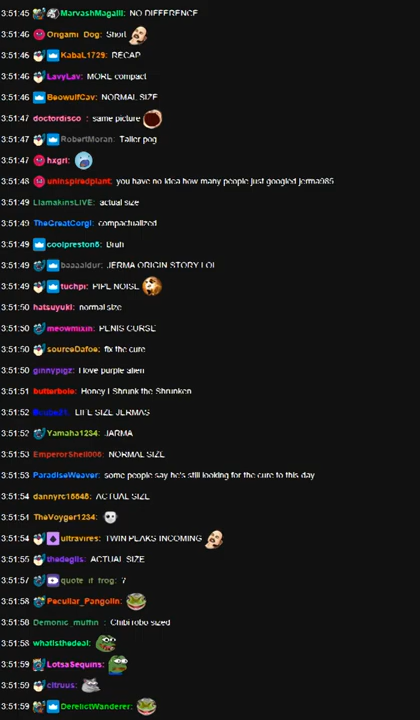 3:51:45 MarvashMagalli: NO DIFFERENCE
3:51:46 Origami_Dog: Short
3:51:46 KabaL1729: RECAP
3:51:46 LavyLav: MORE compact
3:51:46 BeowulfCav: NORMAL SIZE
3:51:47 doctordisco : same picture
3:51:47 RobertMoran: Taller pog
3:51:47 hxgri:
3:51:48 uninspiredplant: you have no idea how many people just googled jerma985
3:51:49 LlamakinsLIVE: actual size
3:51:49 TheGreatCorgi: compactualized
3:51:49 coolpreston5: Bruh
3:51:49 baaaaldur: JERMA ORIGIN STORY LOL
3:51:49 tuchpi: PIPE NOISE
3:51:50 hatsuyuki: normal size
3:51:50 meowmixin: PENIS CURSE
3:51:50 sourceDafoe: fix the cure
3:51:50 ginnypigz: I love purple alien
3:51:51 butterbole: Honey I Shrunk the Shrunken
3:51:52 LIFE SIZE JERMAS
3:51:52 Yamaha1234: JARMA
3:51:53 EmperorShell008: NORMAL SIZE
3:51:53 ParadiseWeaver: some people say he's still looking for the cure to this day
3:51:54 dannyrc16645: ACTUAL SIZE
3:51:54 TheVoyger1234:
3:51:54 ultravires: TWIN PEAKS INCOMING
3:51:55 thedeglis: ACTUAL SIZE
3:51:57 quote_if_frog: ?
3:51:58 Peculiar_Pangolin:
3:51:58 Demonic_muffin : Chibi robo sized
3:51:58 whatisthedeal:
3:51:59 LotsaSequins:
3:51:59 citruus:
3:51:59 DerelictWanderer: